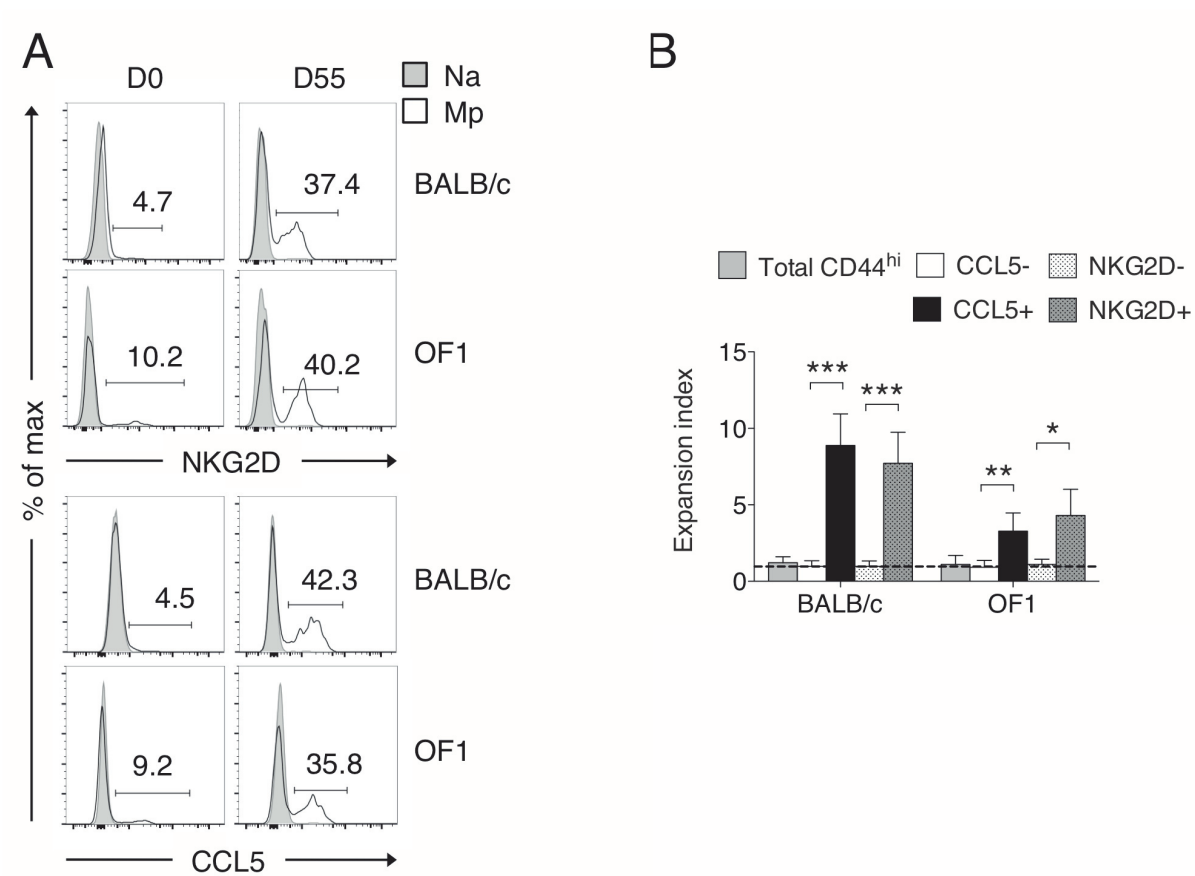 A
D0 D55
Na
Mp
4.7 37.4 BALB/c
10.2 40.2 OF1
NKG2D
% of max
4.5 42.3 BALB/c
9.2 35.8 OF1
CCL5
B
Total CD44hi CCL5- NKG2D-
CCL5+ NKG2D+
Expansion index
15
10
5
0
*** ***
** *
BALB/c OF1